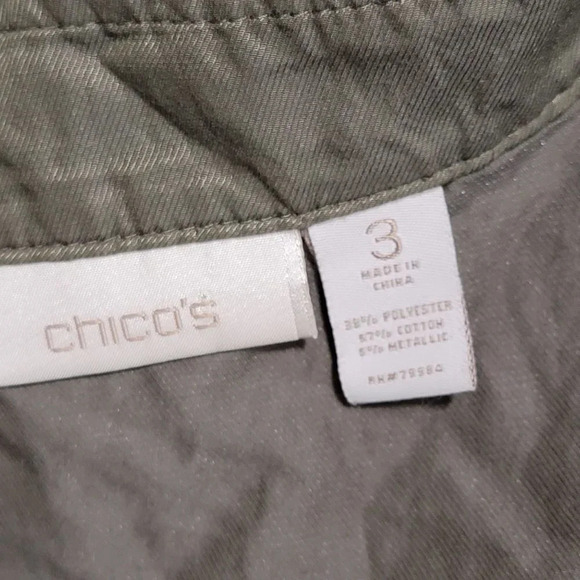 chico's
3
MADE IN
CHINA
38% POLYESTER
57% COTTON
5% METALLIC
RN#79984